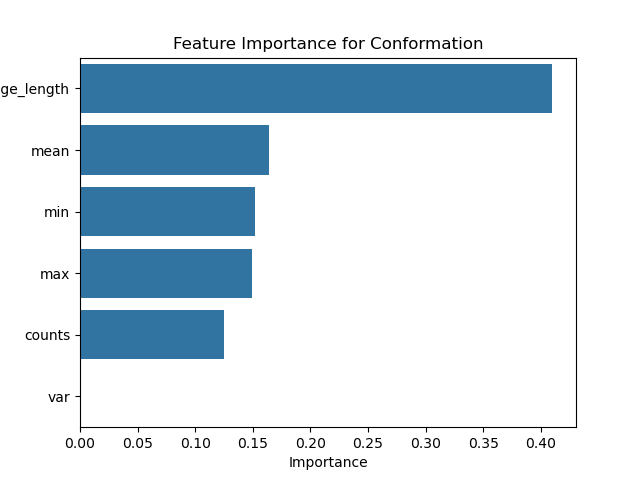 Feature Importance for Conformation
ge_length
mean
min
max
counts
var
0.00 0.05 0.10 0.15 0.20 0.25 0.30 0.35 0.40
Importance